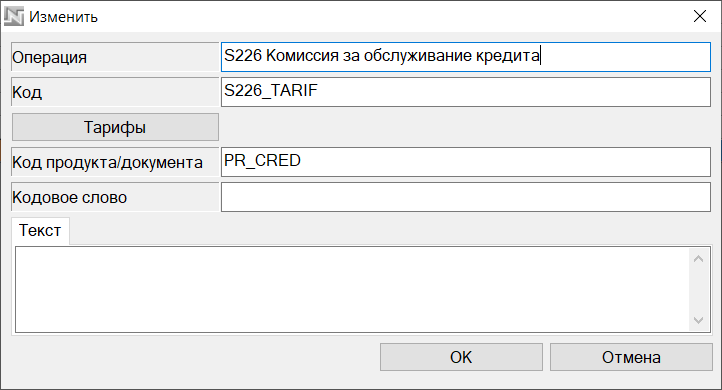 Изменить
Операция
S226 Комиссия за обслуживание кредита
Код
S226_TARIF
Тарифы
Код продукта/документа
PR_CRED
Кодовое слово
Текст
OK
Отмена